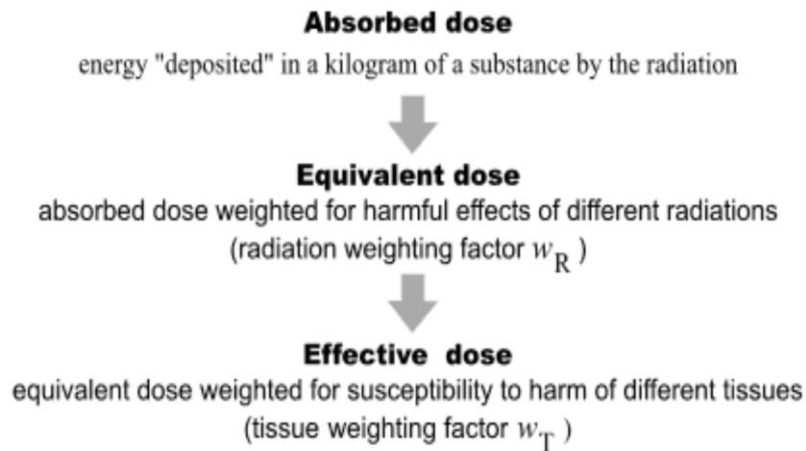 Absorbed dose
energy "deposited" in a kilogram of a substance by the radiation
Equivalent dose
absorbed dose weighted for harmful effects of different radiations
(radiation weighting factor w_R )
Effective dose
equivalent dose weighted for susceptibility to harm of different tissues
(tissue weighting factor w_T )